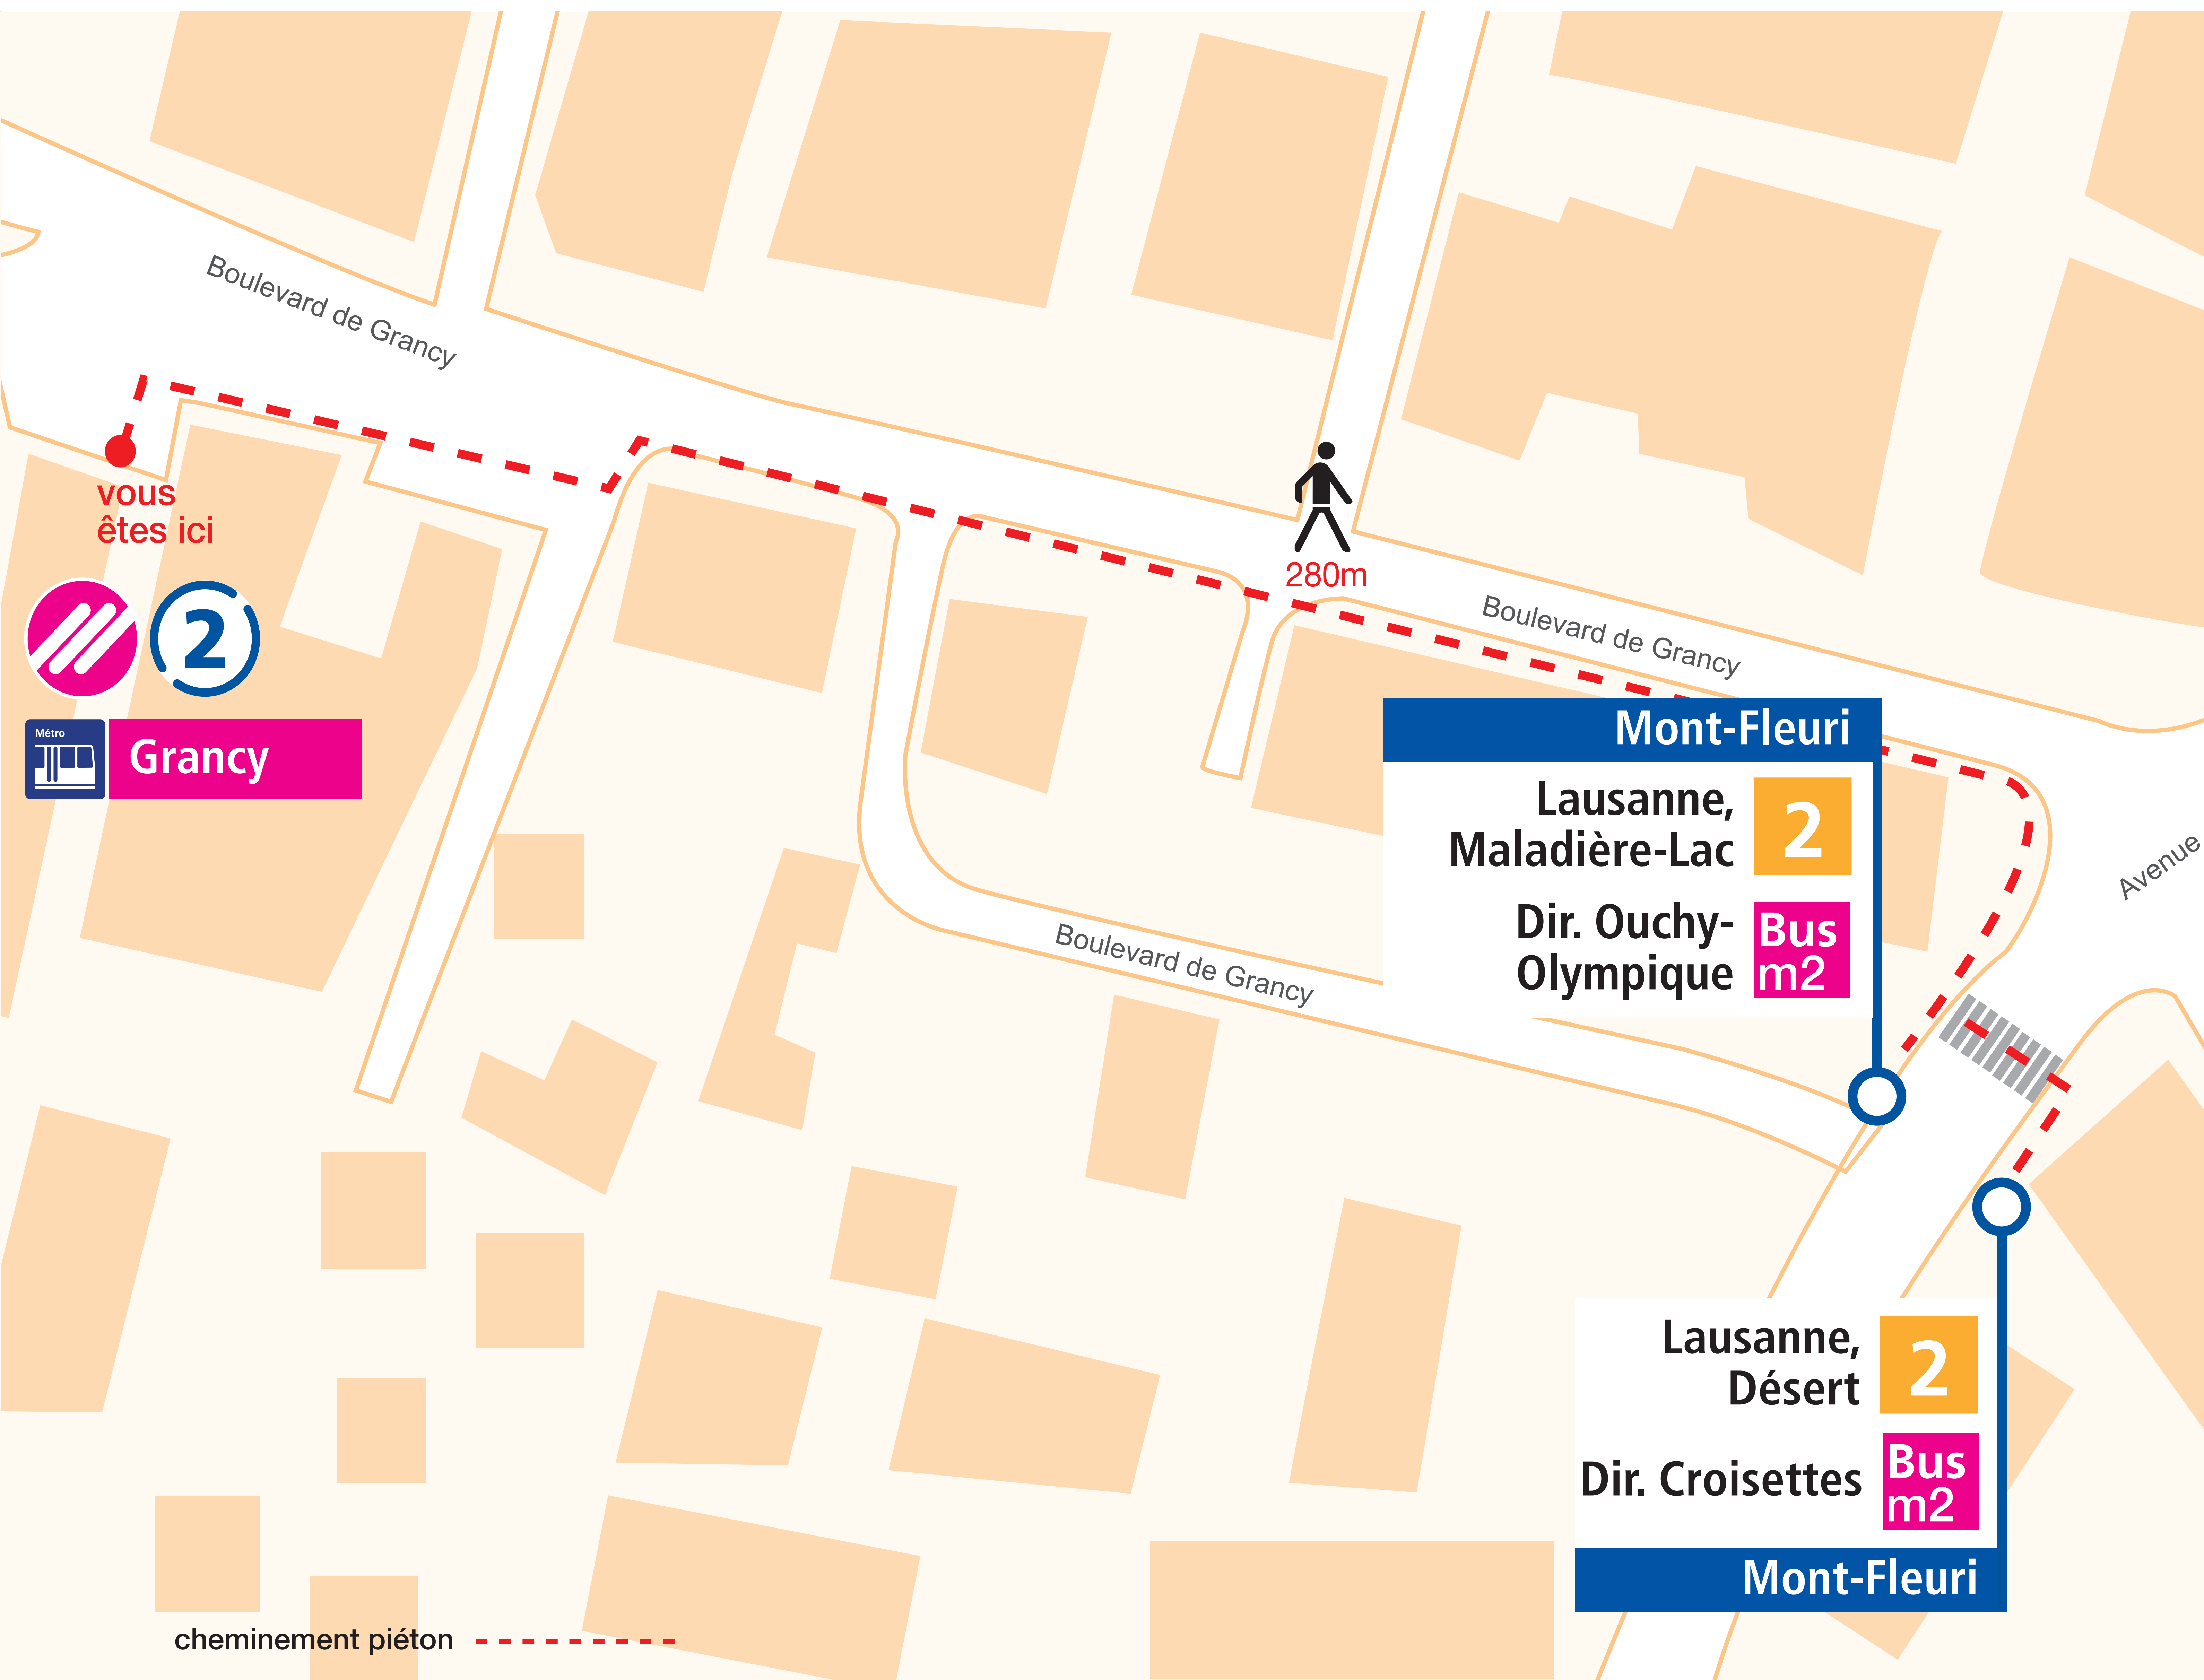 Boulevard de Grancy
vous
êtes ici
2
Métro
Grancy
280m
Boulevard de Grancy
Mont-Fleuri
Lausanne,
Maladière-Lac
2
Dir. Ouchy-
Olympique
Bus
m2
Avenue
Boulevard de Grancy
Lausanne,
Désert
2
Dir. Croisettes
Bus
m2
Mont-Fleuri
cheminement piéton